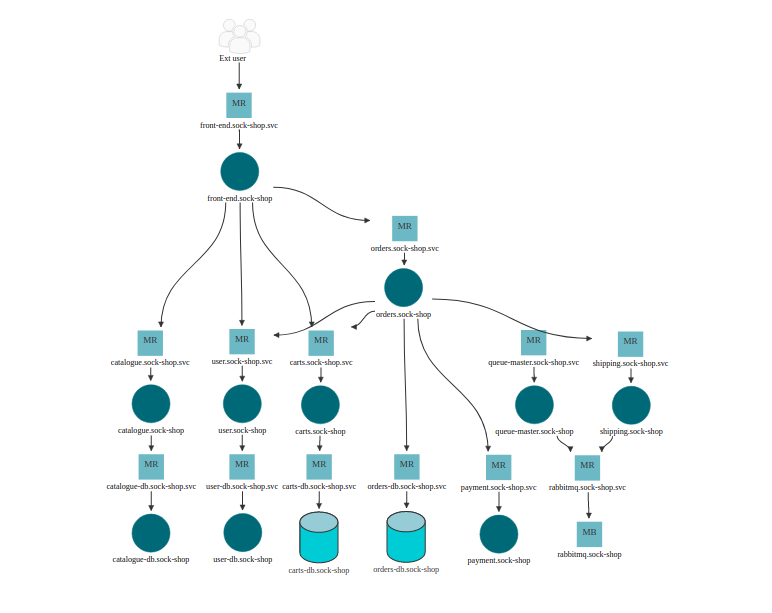 Ext user
MR
front-end.sock-shop.svc
front-end.sock-shop
MR
orders.sock-shop.svc
orders.sock-shop
MR
catalogue.sock-shop.svc
MR
user.sock-shop.svc
MR
carts.sock-shop.svc
MR
queue-master.sock-shop.svc
MR
shipping.sock-shop.svc
catalogue.sock-shop
user.sock-shop
carts.sock-shop
queue-master.sock-shop
shipping.sock-shop
MR
catalogue-db.sock-shop.svc
MR
user-db.sock-shop.svc
MR
carts-db.sock-shop.svc
MR
orders-db.sock-shop.svc
MR
payment.sock-shop.svc
MR
rabbitmq.sock-shop.svc
catalogue-db.sock-shop
user-db.sock-shop
carts-db.sock-shop
orders-db.sock-shop
payment.sock-shop
MB
rabbitmq.sock-shop